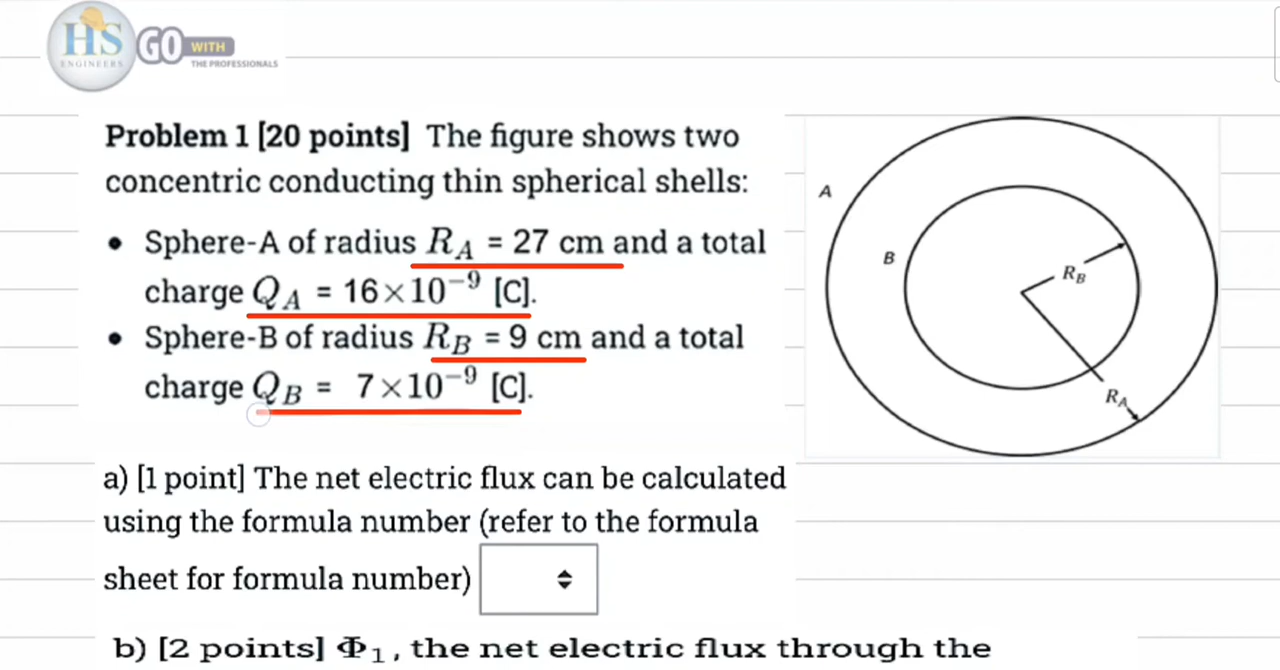 HS
ENGINEERS
GO WITH
THE PROFESSIONALS
Problem 1 [20 points] The figure shows two
concentric conducting thin spherical shells:
• Sphere-A of radius R_A = 27 cm and a total
charge Q_A = 16×10⁻⁹ [C].
• Sphere-B of radius R_B = 9 cm and a total
charge Q_B = 7×10⁻⁹ [C].
A
B
R_B
R_A
a) [1 point] The net electric flux can be calculated
using the formula number (refer to the formula
sheet for formula number)
b) [2 points] Φ₁, the net electric flux through the